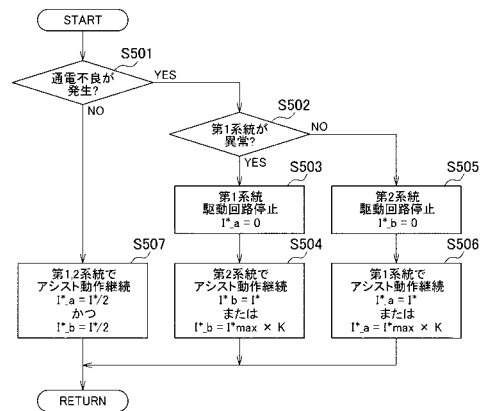 START
S501
通電不良が
発生?
YES
NO
S502
第1系統が
異常?
NO
YES
S503
第1系統
駆動回路停止
I*_a = 0
S505
第2系統
駆動回路停止
I*_b = 0
S507
第1,2系統で
アシスト動作継続
I*_a = I*/2
かつ
I*_b = I*/2
S504
第2系統で
アシスト動作継続
I*_b = I*
または
I*_b = I*max × K
S506
第1系統で
アシスト動作継続
I*_a = I*
または
I*_a = I*max × K
RETURN